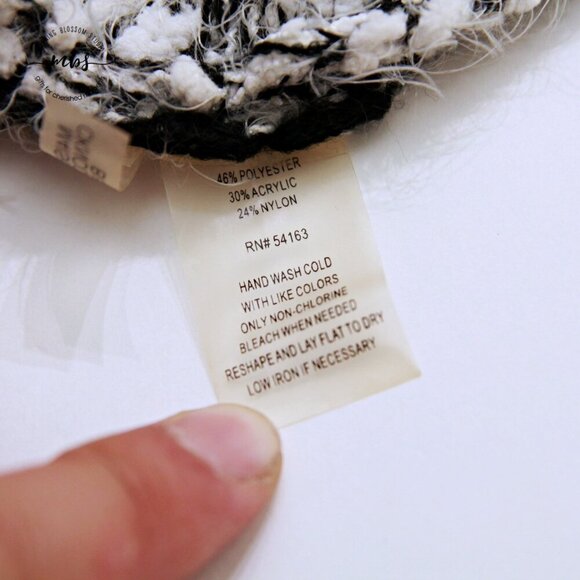 mbs
46% POLYESTER
30% ACRYLIC
24% NYLON
RN# 54163
HAND WASH COLD
WITH LIKE COLORS
ONLY NON-CHLORINE
BLEACH WHEN NEEDED
RESHAPE AND LAY FLAT TO DRY
LOW IRON IF NECESSARY